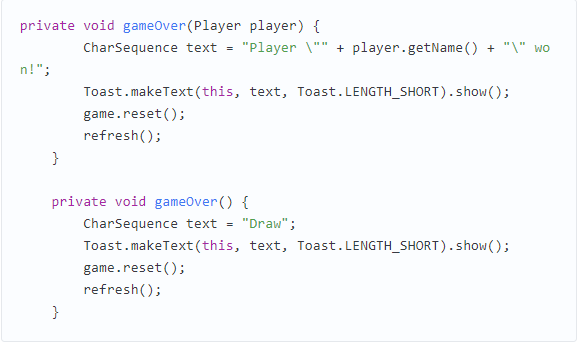 private void gameOver(Player player) {
CharSequence text = "Player \"" + player.getName() + "\" wo
n!";
Toast.makeText(this, text, Toast.LENGTH_SHORT).show();
game.reset();
refresh();
}
private void gameOver() {
CharSequence text = "Draw";
Toast.makeText(this, text, Toast.LENGTH_SHORT).show();
game.reset();
refresh();
}